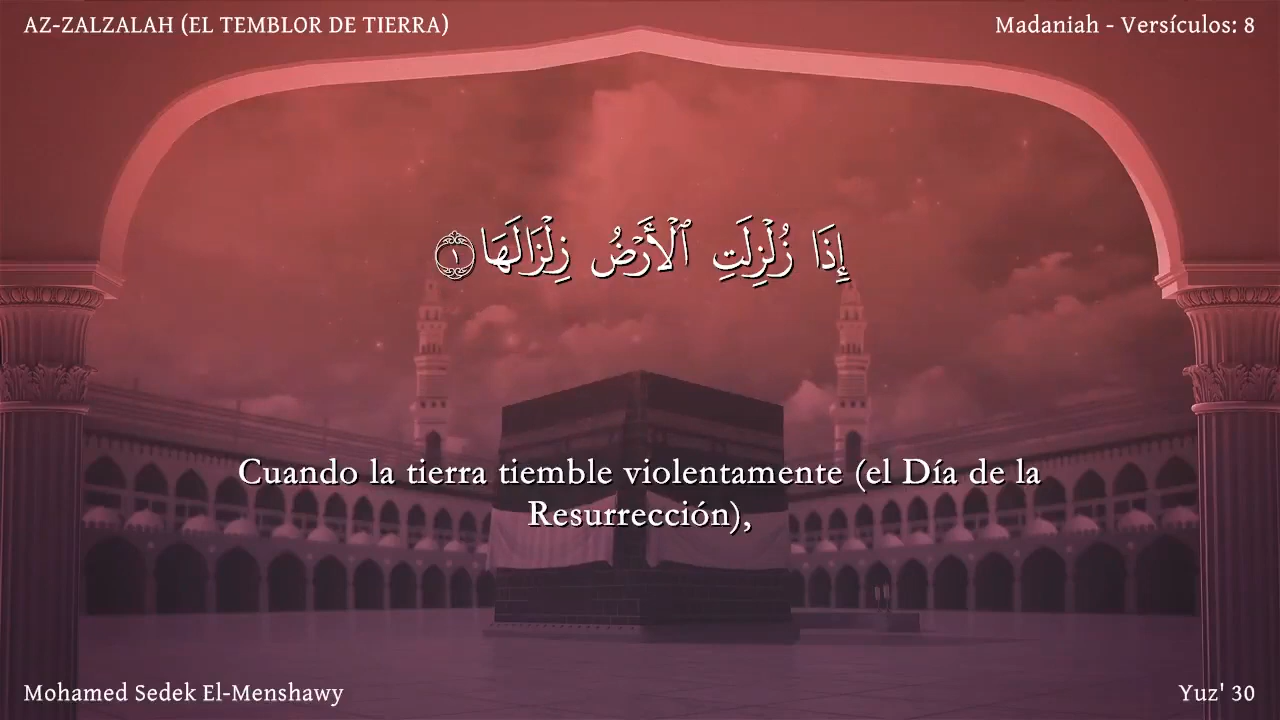 AZ-ZALZALAH (EL TEMBLOR DE TIERRA)
Madaniah - Versículos: 8
إِذَا زُلْزِلَتِ ٱلْأَرْضُ زِلْزَالَهَا ١
Cuando la tierra tiemble violentamente (el Día de la
Resurrección),
Mohamed Sedek El-Menshawy
Yuz' 30